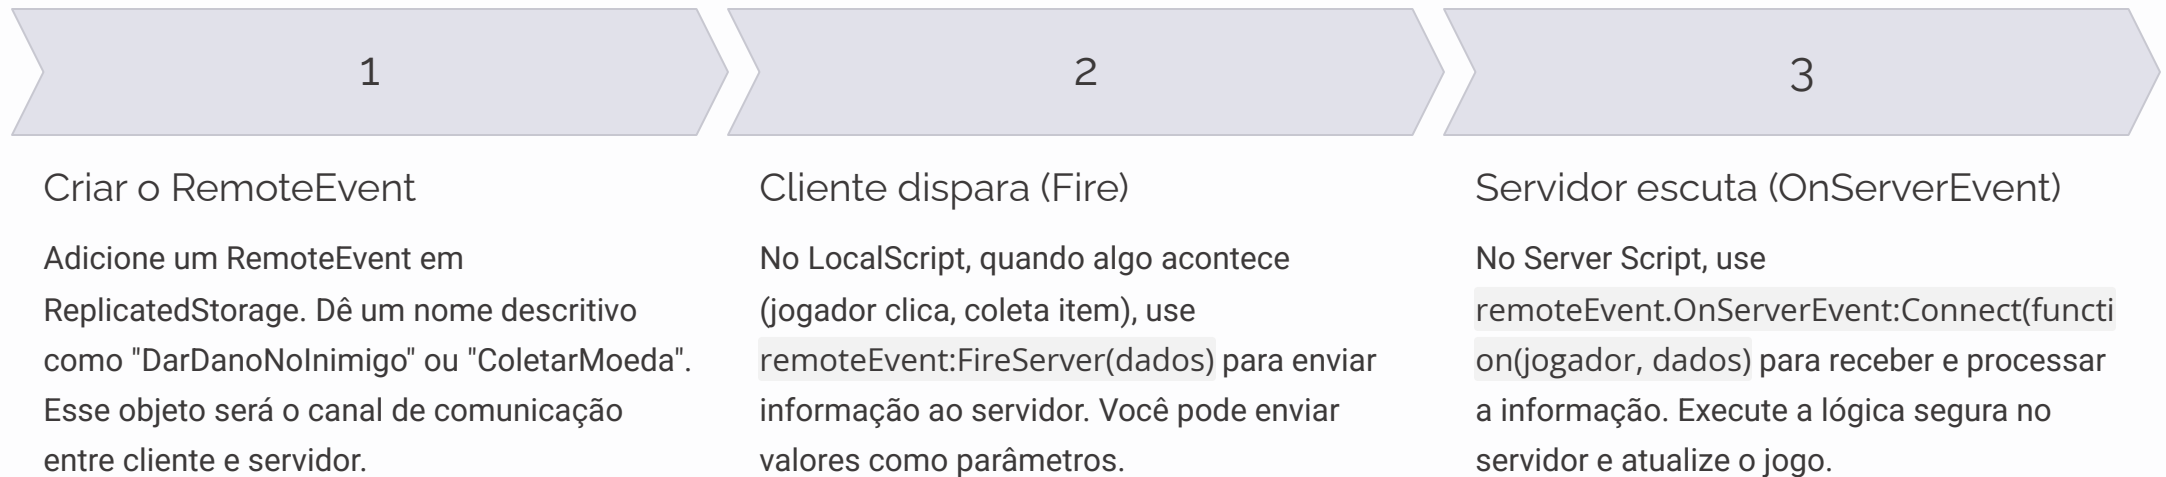 1
Criar o RemoteEvent
Adicione um RemoteEvent em
ReplicatedStorage. Dê um nome descritivo
como "DarDanoNoInimigo" ou "ColetarMoeda".
Esse objeto será o canal de comunicação
entre cliente e servidor.
2
Cliente dispara (Fire)
No LocalScript, quando algo acontece
(jogador clica, coleta item), use
remoteEvent:FireServer(dados) para enviar
informação ao servidor. Você pode enviar
valores como parâmetros.
3
Servidor escuta (OnServerEvent)
No Server Script, use
remoteEvent.OnServerEvent:Connect(functi
on(jogador, dados) para receber e processar
a informação. Execute a lógica segura no
servidor e atualize o jogo.